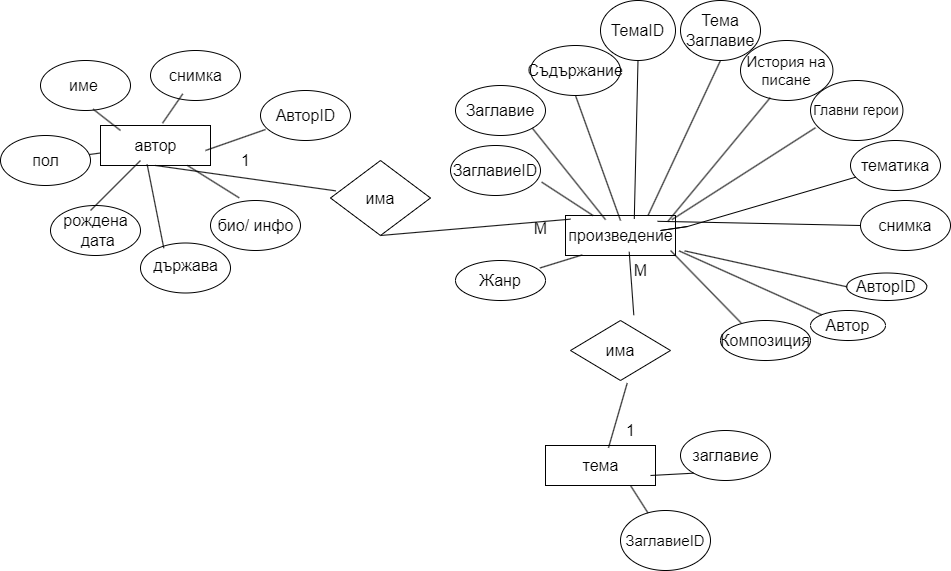 ТемаID
Тема
Заглавие
История на
писане
Съдържание
снимка
име
Заглавие
Главни герои
АвторID
автор
1
пол
тематика
ЗаглавиеID
има
био/ инфо
рождена
дата
снимка
М
произведение
държава
М
Жанр
АвторID
Автор
Композиция
има
1
тема
заглавие
ЗаглавиеID